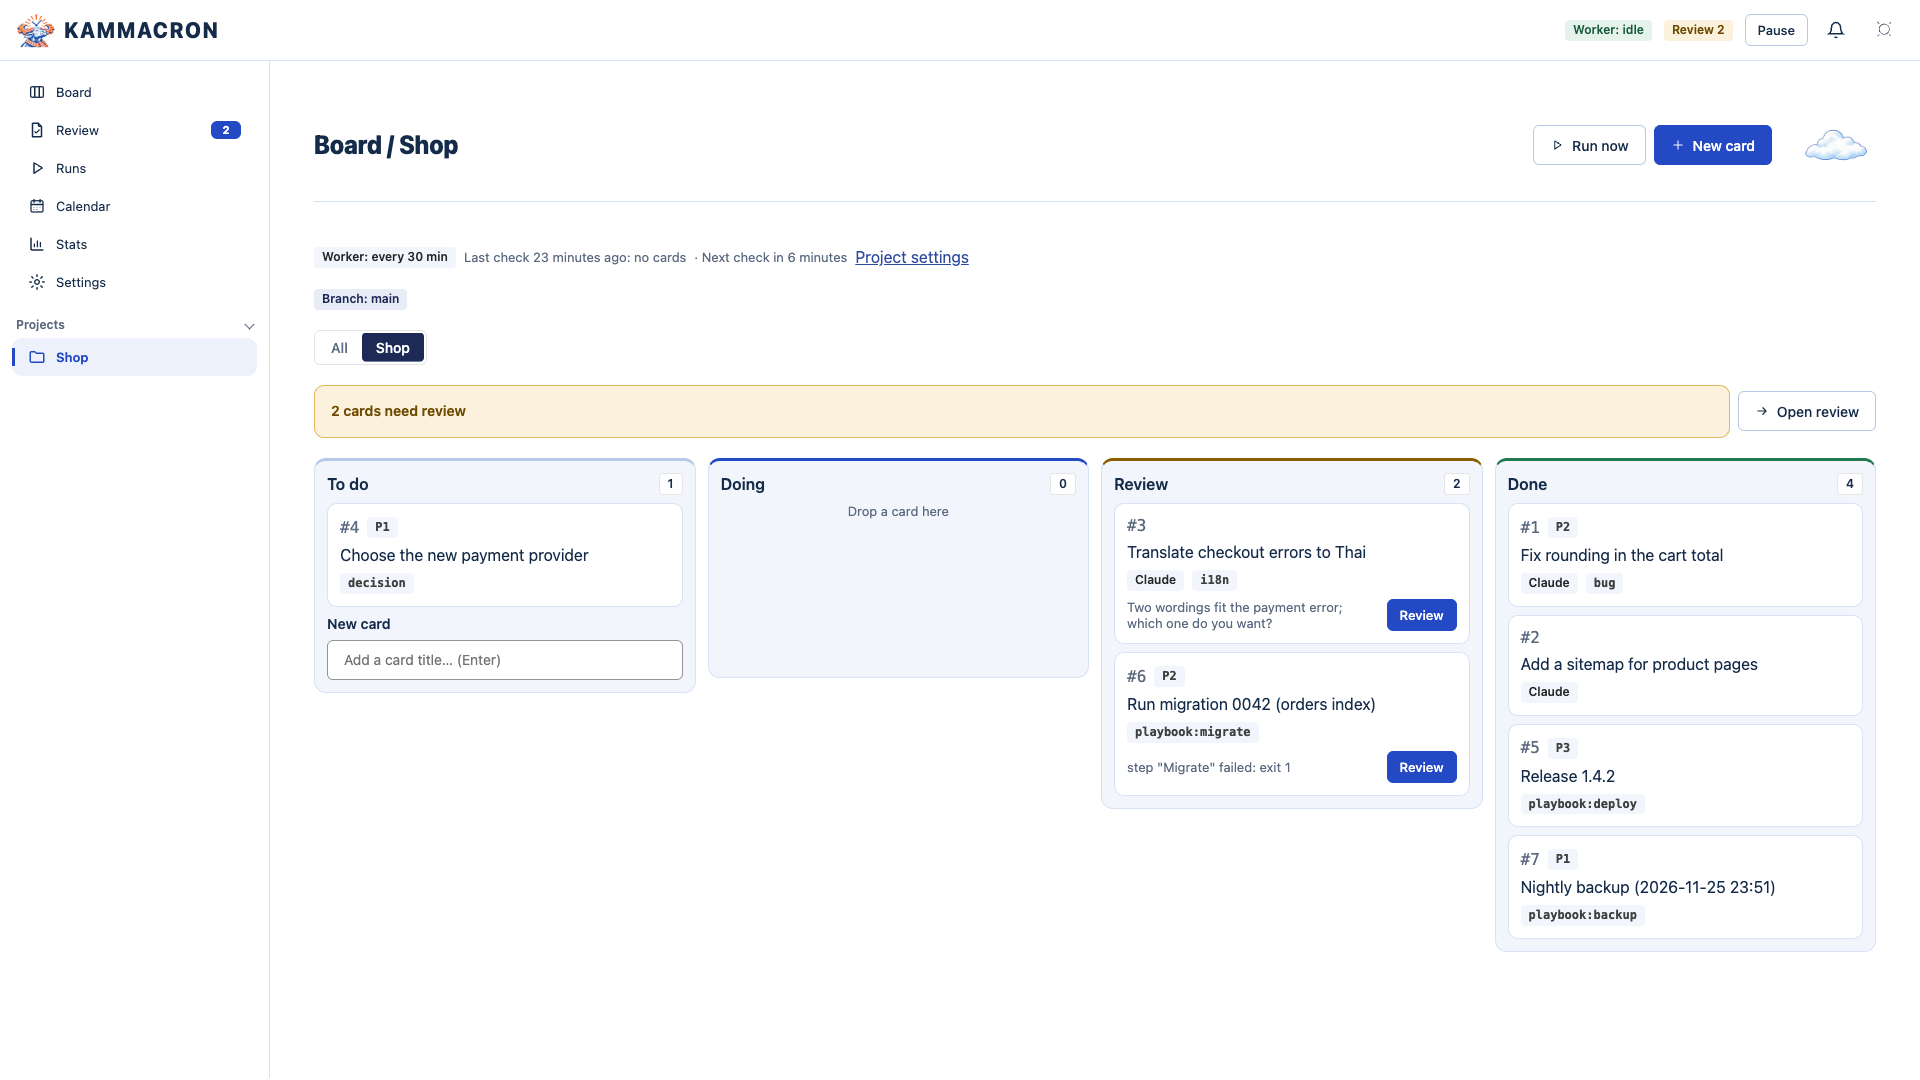 KAMMACRON
Worker: idle
Review 2
Pause
Board
Review
2
Runs
Calendar
Stats
Settings
Projects
Shop
Board / Shop
Run now
New card
Worker: every 30 min
Last check 23 minutes ago: no cards · Next check in 6 minutes
Project settings
Branch: main
All
Shop
2 cards need review
Open review
To do
1
#4 P1
Choose the new payment provider
decision
New card
Add a card title... (Enter)
Doing
0
Drop a card here
Review
2
#3
Translate checkout errors to Thai
Claude i18n
Two wordings fit the payment error;
which one do you want?
Review
#6 P2
Run migration 0042 (orders index)
playbook:migrate
step "Migrate" failed: exit 1
Review
Done
4
#1 P2
Fix rounding in the cart total
Claude bug
#2
Add a sitemap for product pages
Claude
#5 P3
Release 1.4.2
playbook:deploy
#7 P1
Nightly backup (2026-11-25 23:51)
playbook:backup